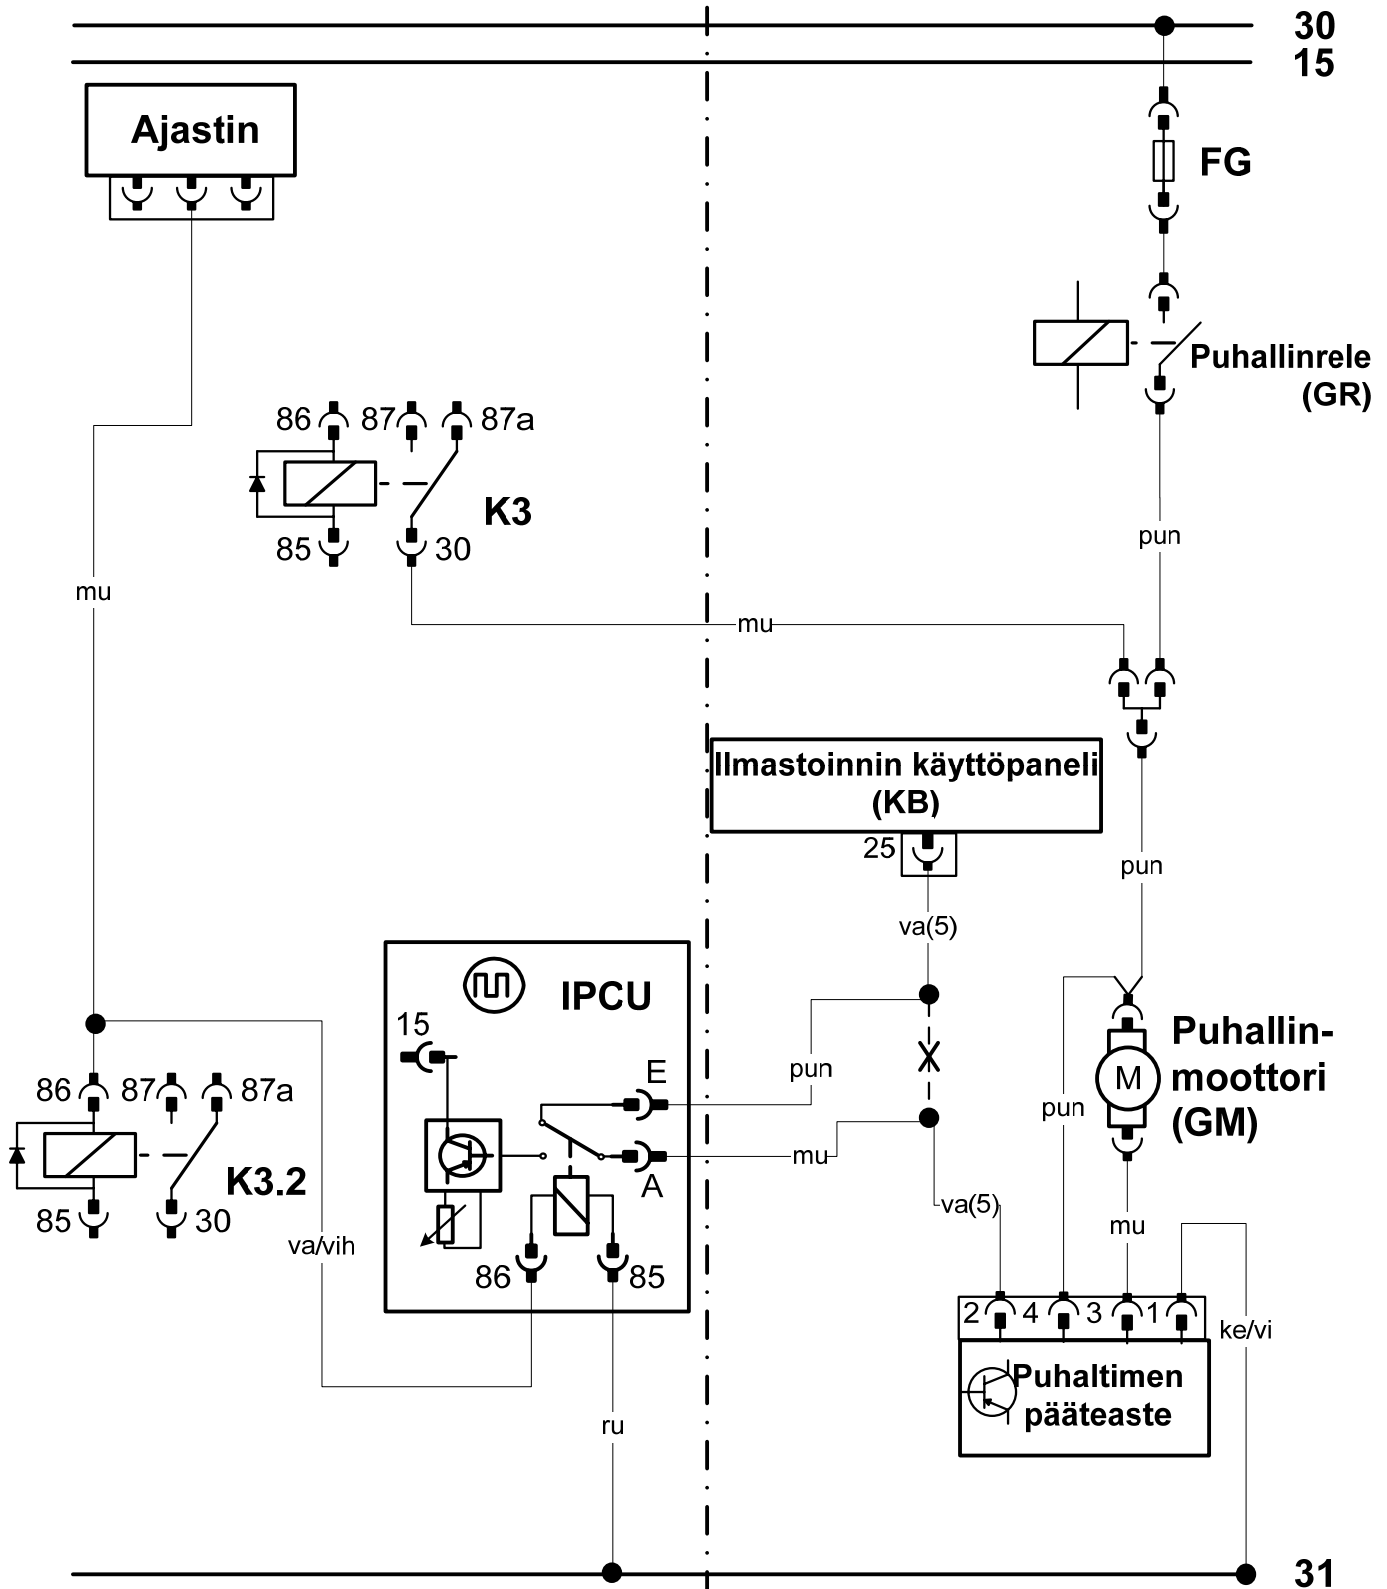 30
15
Ajastin
FG
Puhallinrele
(GR)
86 87 87a
K3
85 30
pun
mu
mu
Ilmastoinnin käyttöpaneli
(KB)
25
pun
va(5)
IPCU
15
E
pun
Puhallin-
moottori
(GM)
M
pun
86 87 87a
K3.2
85 30
mu
A
va(5)
mu
va/vih
86 85
2 4 3 1
ke/vi
Puhaltimen
pääteaste
ru
31